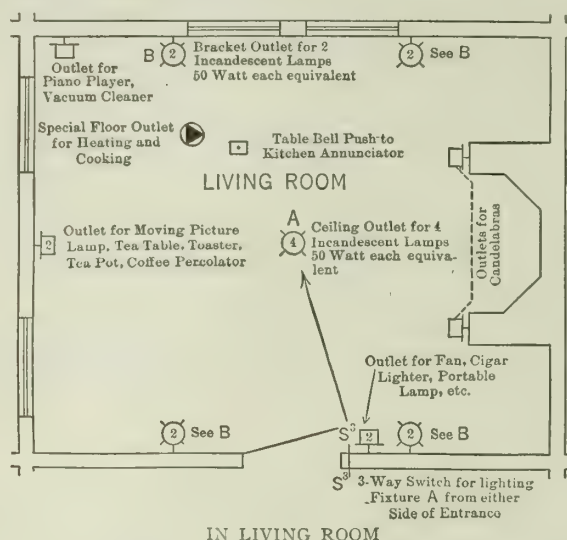 B
2
Bracket Outlet for 2
Incandescent Lamps
50 Watt each equivalent
2
See B
Outlet for
Piano Player,
Vacuum Cleaner
Special Floor Outlet
for Heating and
Cooking
Table Bell Push to
Kitchen Annunciator
LIVING ROOM
2
Outlet for Moving Picture
Lamp, Tea Table, Toaster,
Tea Pot, Coffee Percolator
A
4
Ceiling Outlet for 4
Incandescent Lamps
50 Watt each equiva-
lent
Outlets for
Candelabras
Outlet for Fan, Cigar
Lighter, Portable
Lamp, etc.
2
See B
S3
2
2
See B
S3
3-Way Switch for lighting
Fixture A from either
Side of Entranco
IN LIVING ROOM